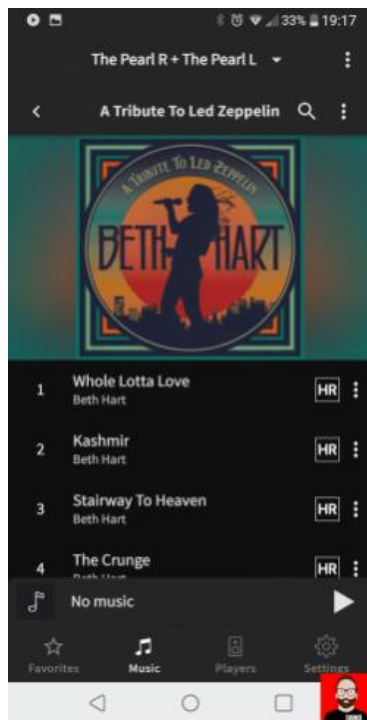 33% 19:17
The Pearl R + The Pearl L
A Tribute To Led Zeppelin
A TRIBUTE TO LED ZEPPELIN
BETH HART
1 Whole Lotta Love HR
Beth Hart
2 Kashmir HR
Beth Hart
3 Stairway To Heaven HR
Beth Hart
4 The Crunge HR
Beth Hart
No music
Favorites Music Players Settings